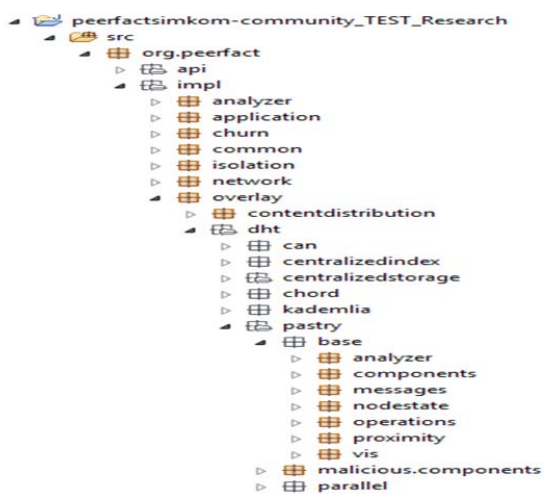 peerfactsimkom-community_TEST_Research
src
org.peerfact
api
impl
analyzer
application
churn
common
isolation
network
overlay
contentdistribution
dht
can
centralizedindex
centralizedstorage
chord
kademlia
pastry
base
analyzer
components
messages
nodestate
operations
proximity
vis
malicious.components
parallel